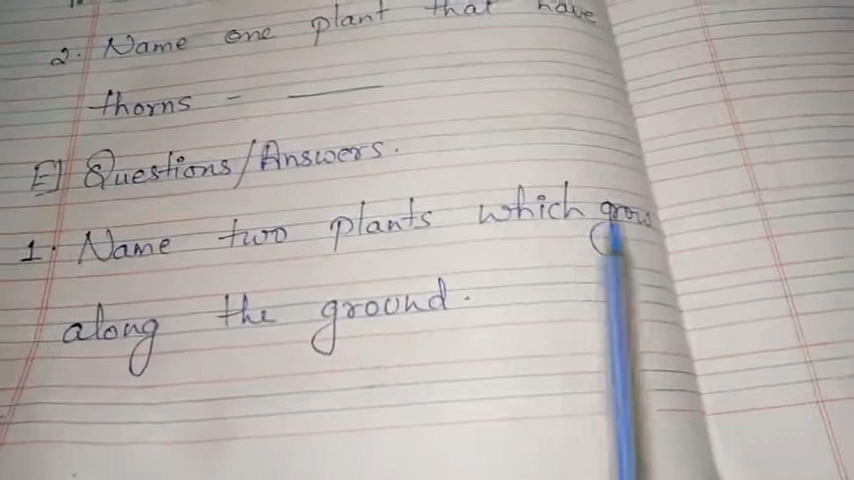 2. Name one plant that have
thorns - ______
E] Questions/Answers.
1. Name two plants which grow
along the ground.